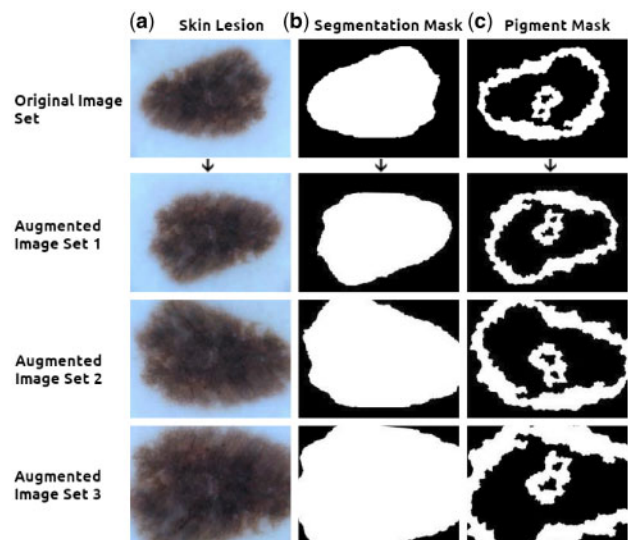 (a) Skin Lesion
(b) Segmentation Mask
(c) Pigment Mask
Original Image
Set
Augmented
Image Set 1
Augmented
Image Set 2
Augmented
Image Set 3